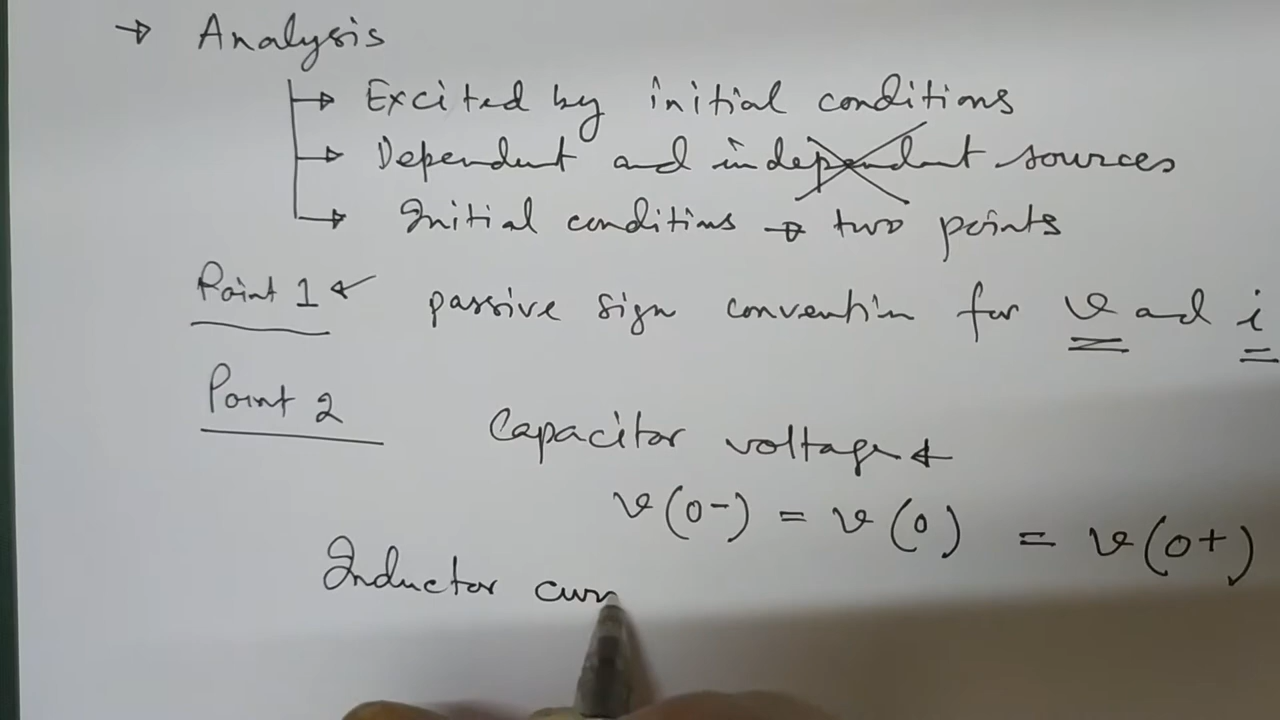 → Analysis
→ Excited by initial conditions
→ Dependent and independent sources
→ Initial conditions → two points
Point 1 passive sign convention for v and i
Point 2 Capacitor voltage
v(0-) = v(0) = v(0+)
Inductor curr